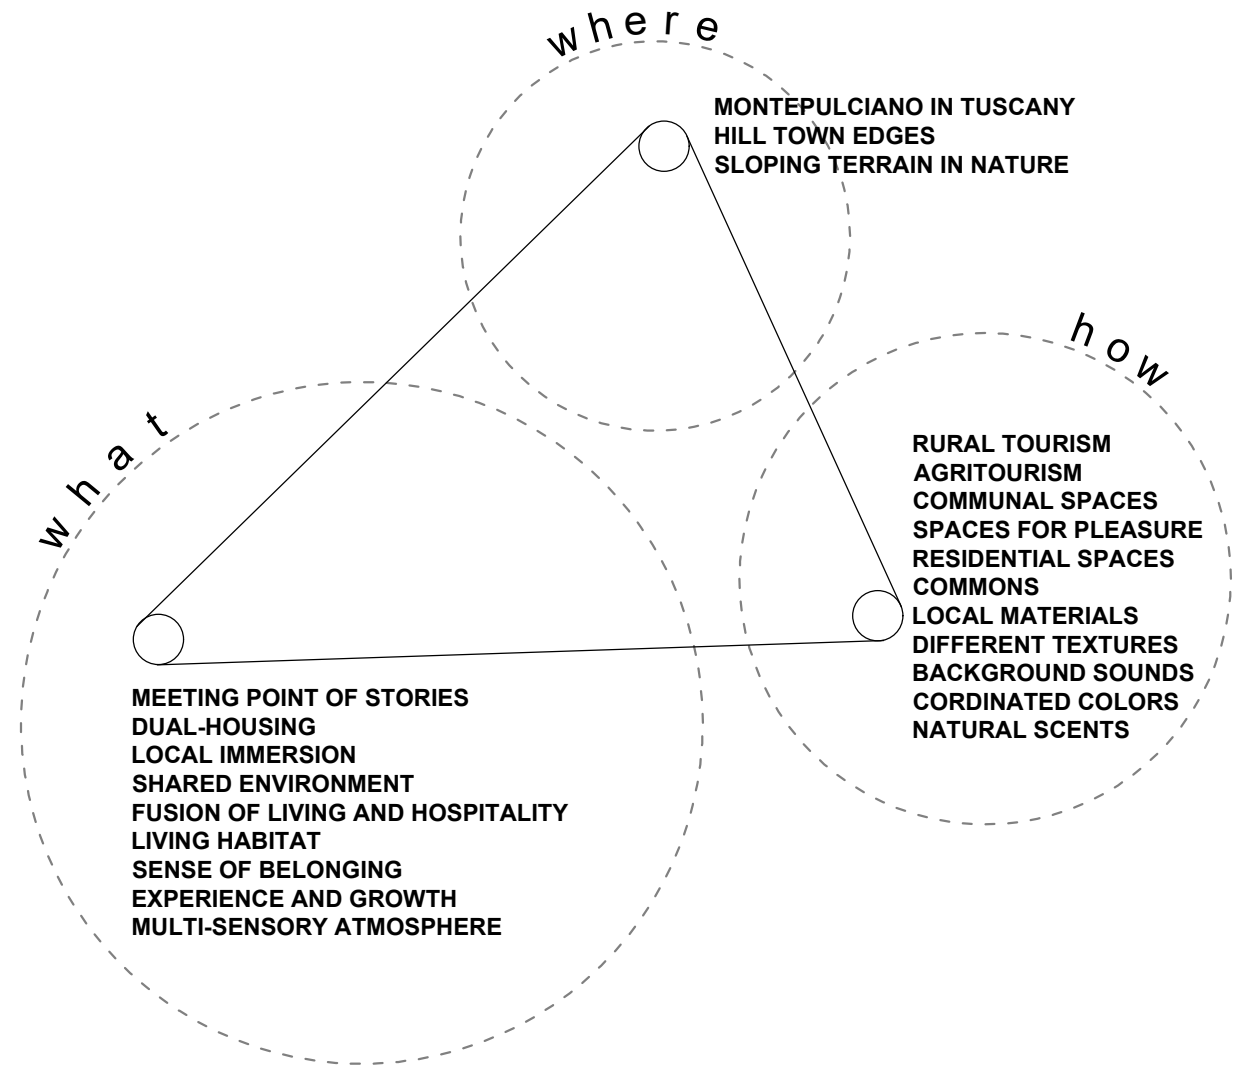 where
MONTEPULCIANO IN TUSCANY
HILL TOWN EDGES
SLOPING TERRAIN IN NATURE
how
RURAL TOURISM
AGRITOURISM
COMMUNAL SPACES
SPACES FOR PLEASURE
RESIDENTIAL SPACES
COMMONS
LOCAL MATERIALS
DIFFERENT TEXTURES
BACKGROUND SOUNDS
CORDINATED COLORS
NATURAL SCENTS
what
MEETING POINT OF STORIES
DUAL-HOUSING
LOCAL IMMERSION
SHARED ENVIRONMENT
FUSION OF LIVING AND HOSPITALITY
LIVING HABITAT
SENSE OF BELONGING
EXPERIENCE AND GROWTH
MULTI-SENSORY ATMOSPHERE